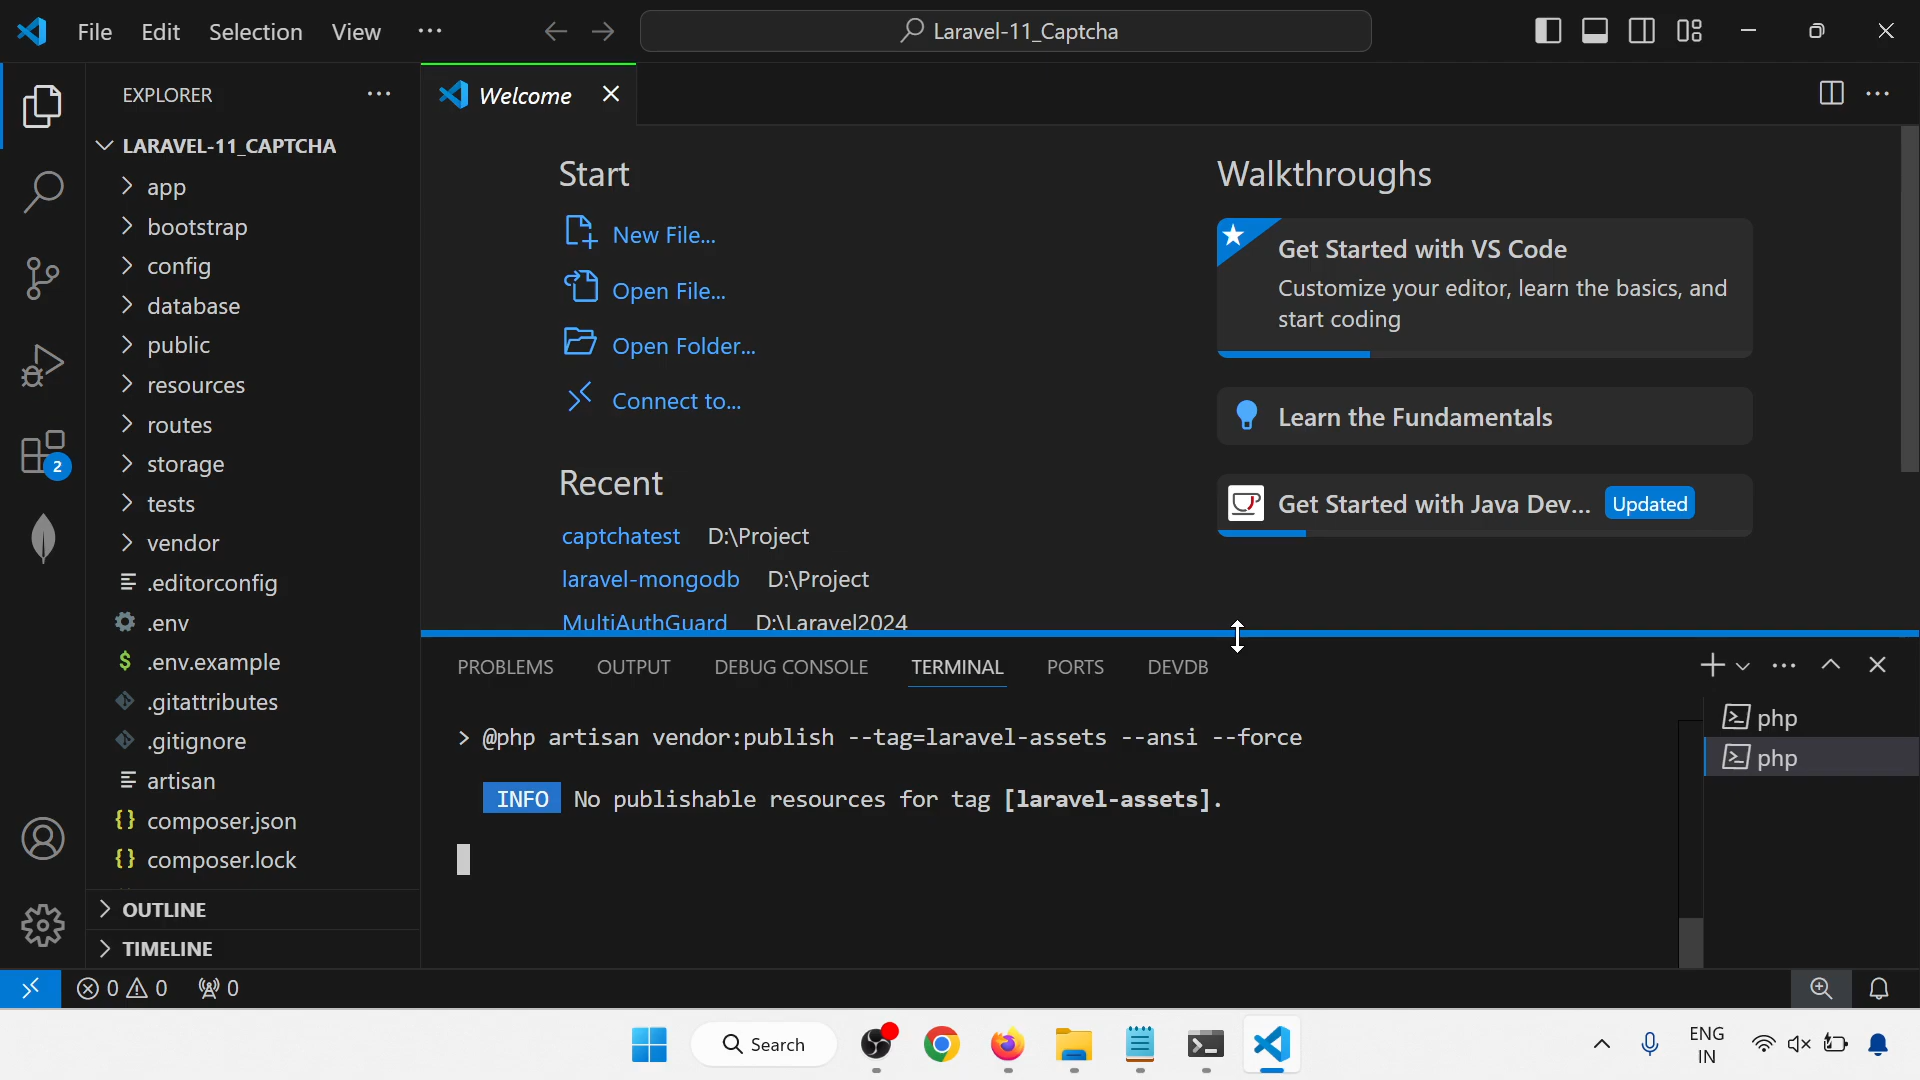 File Edit Selection View ···
Laravel-11_Captcha
EXPLORER ···
LARAVEL-11_CAPTCHA
app
bootstrap
config
database
public
resources
routes
storage
tests
vendor
.editorconfig
.env
$ .env.example
.gitattributes
.gitignore
artisan
{} composer.json
{} composer.lock
OUTLINE
TIMELINE
2
Welcome
Start
New File...
Open File...
Open Folder...
Connect to...
Recent
captchatest D:\Project
laravel-mongodb D:\Project
MultiAuthGuard D:\Laravel2024
Walkthroughs
Get Started with VS Code
Customize your editor, learn the basics, and
start coding
Learn the Fundamentals
Get Started with Java Dev... Updated
PROBLEMS OUTPUT DEBUG CONSOLE TERMINAL PORTS DEVDB
> @php artisan vendor:publish --tag=laravel-assets --ansi --force
INFO No publishable resources for tag [laravel-assets].
php
php
0 0 0
Search
ENG
IN